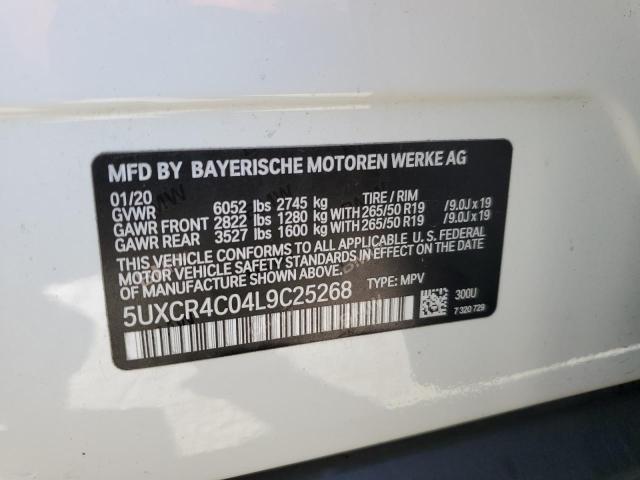 MFD BY BAYERISCHE MOTOREN WERKE AG
01/20 TIRE / RIM
GVWR 6052 lbs 2745 kg
GAWR FRONT 2822 lbs 1280 kg WITH 265/50 R19 /9.0J x 19
GAWR REAR 3527 lbs 1600 kg WITH 265/50 R19 /9.0J x 19
THIS VEHICLE CONFORMS TO ALL APPLICABLE U.S. FEDERAL
MOTOR VEHICLE SAFETY STANDARDS IN EFFECT ON THE DATE
OF MANUFACTURE SHOWN ABOVE.
5UXCR4C04L9C25268 TYPE: MPV
300U
7 320 729